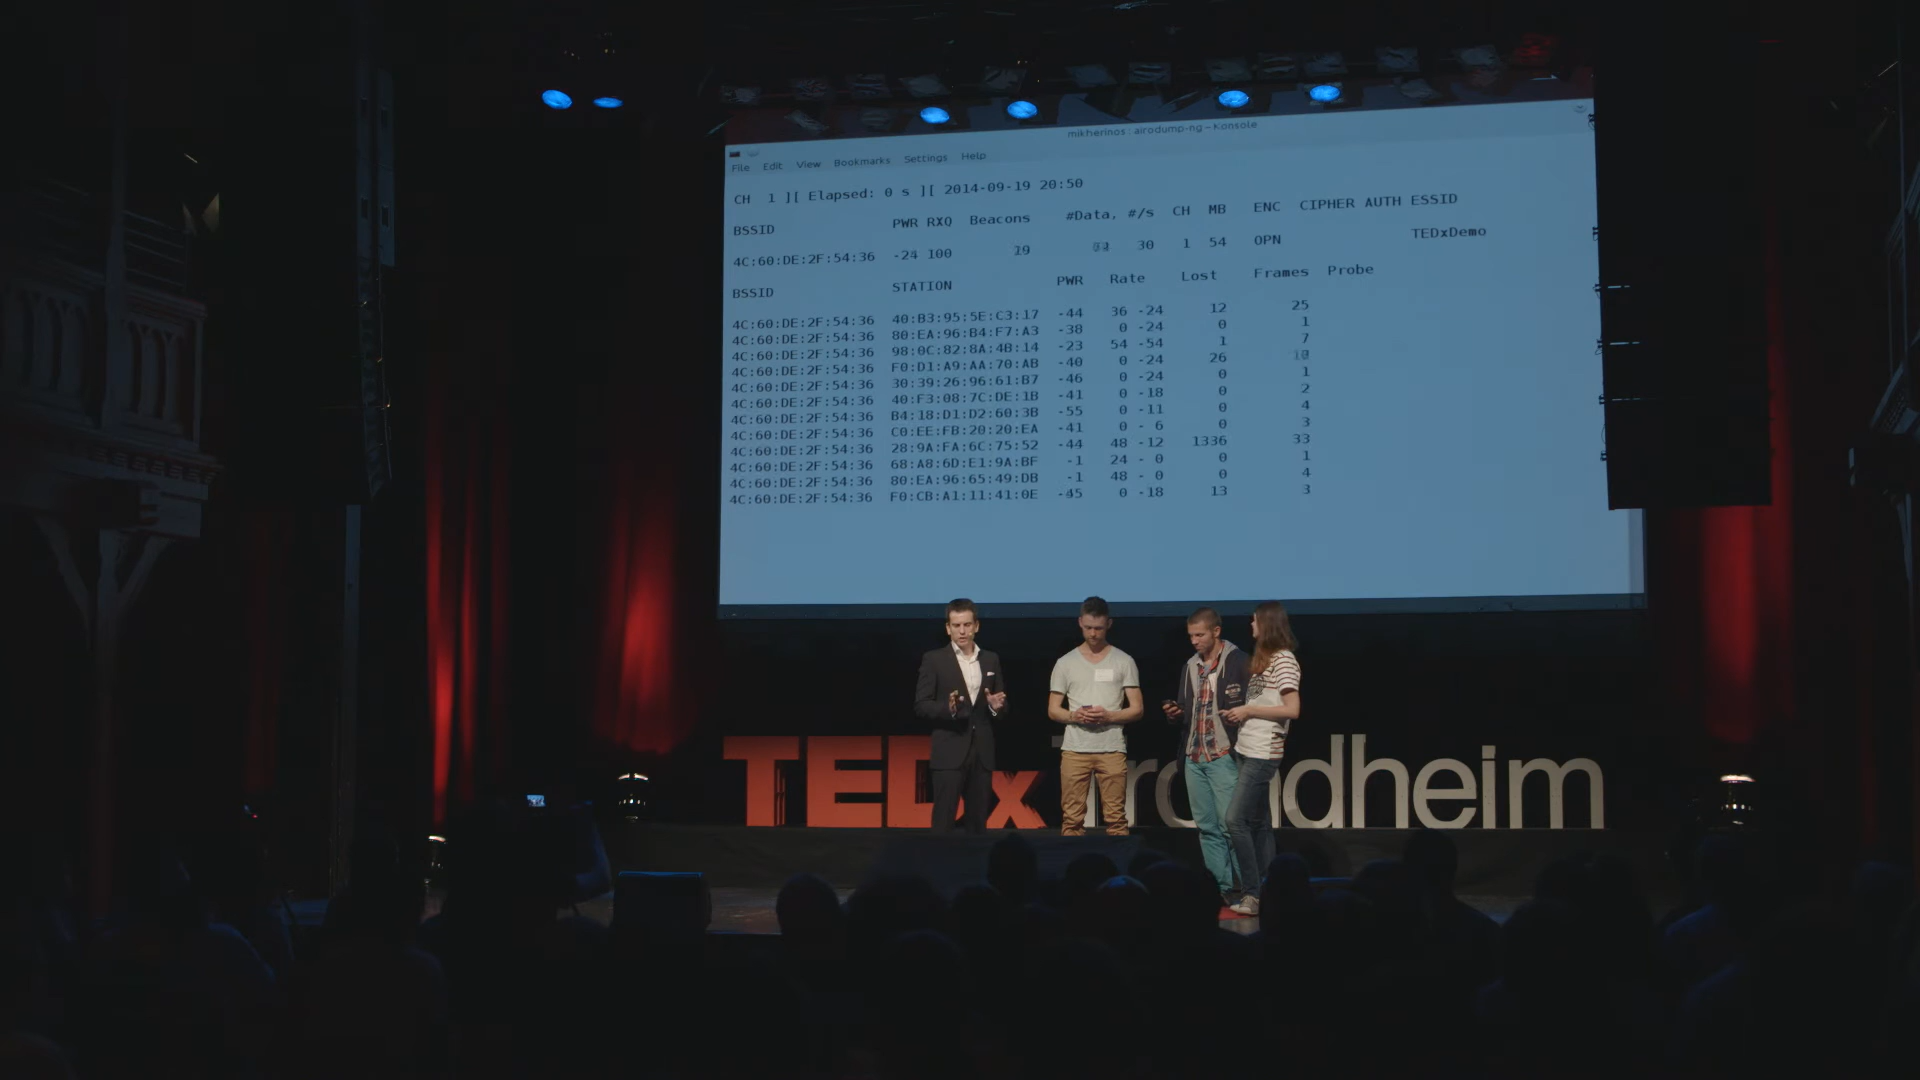 mikherinos : airodump-ng – Konsole
File Edit View Bookmarks Settings Help
CH 1 ][ Elapsed: 0 s ][ 2014-09-19 20:50
BSSID PWR RXQ Beacons #Data, #/s CH MB ENC CIPHER AUTH ESSID
4C:60:DE:2F:54:36 -24 100 30 1 54 OPN TEDxDemo
BSSID STATION PWR Rate Lost Frames Probe
4C:60:DE:2F:54:36 40:B3:95:5E:C3:17 -44 36 -24 12 25
4C:60:DE:2F:54:36 80:EA:96:B4:F7:A3 -38 0 -24 0 1
4C:60:DE:2F:54:36 98:0C:82:8A:4B:14 -23 54 -54 1 7
4C:60:DE:2F:54:36 F0:D1:A9:AA:70:AB -40 0 -24 26
4C:60:DE:2F:54:36 30:39:26:96:61:B7 -46 0 -24 0 1
4C:60:DE:2F:54:36 40:F3:08:7C:DE:1B -41 0 -18 0 2
4C:60:DE:2F:54:36 B4:18:D1:D2:60:3B -55 0 -11 0 4
4C:60:DE:2F:54:36 C0:EE:FB:20:20:EA -41 0 - 6 0 3
4C:60:DE:2F:54:36 28:9A:FA:6C:75:52 -44 48 -12 1336 33
4C:60:DE:2F:54:36 68:A8:6D:E1:9A:BF -1 24 - 0 0 1
4C:60:DE:2F:54:36 80:EA:96:65:49:DB -1 48 - 0 0 4
4C:60:DE:2F:54:36 F0:CB:A1:11:41:0E -45 0 -18 13 3
TEDx Trondheim